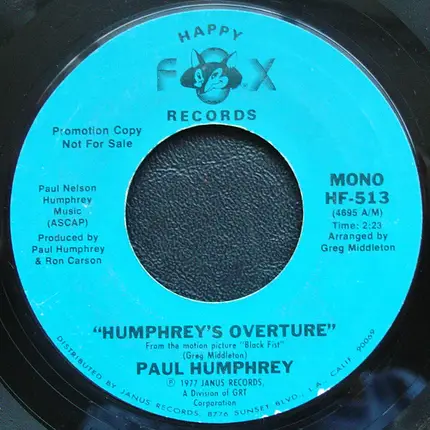 HAPPY
FOX
RECORDS
Promotion Copy
Not For Sale
Paul Nelson
Humphrey
Music
(ASCAP)
Produced by
Paul Humphrey
& Ron Carson
MONO
HF-513
(4695 A/M)
Time: 2:23
Arranged by
Greg Middleton
"HUMPHREY'S OVERTURE"
From the motion picture "Black Fist"
(Greg Middleton)
PAUL HUMPHREY
℗ 1977 JANUS RECORDS,
A Division of GRT
Corporation
DISTRIBUTED BY JANUS RECORDS, 8776 SUNSET BLVD., L.A. CALIF. 90069